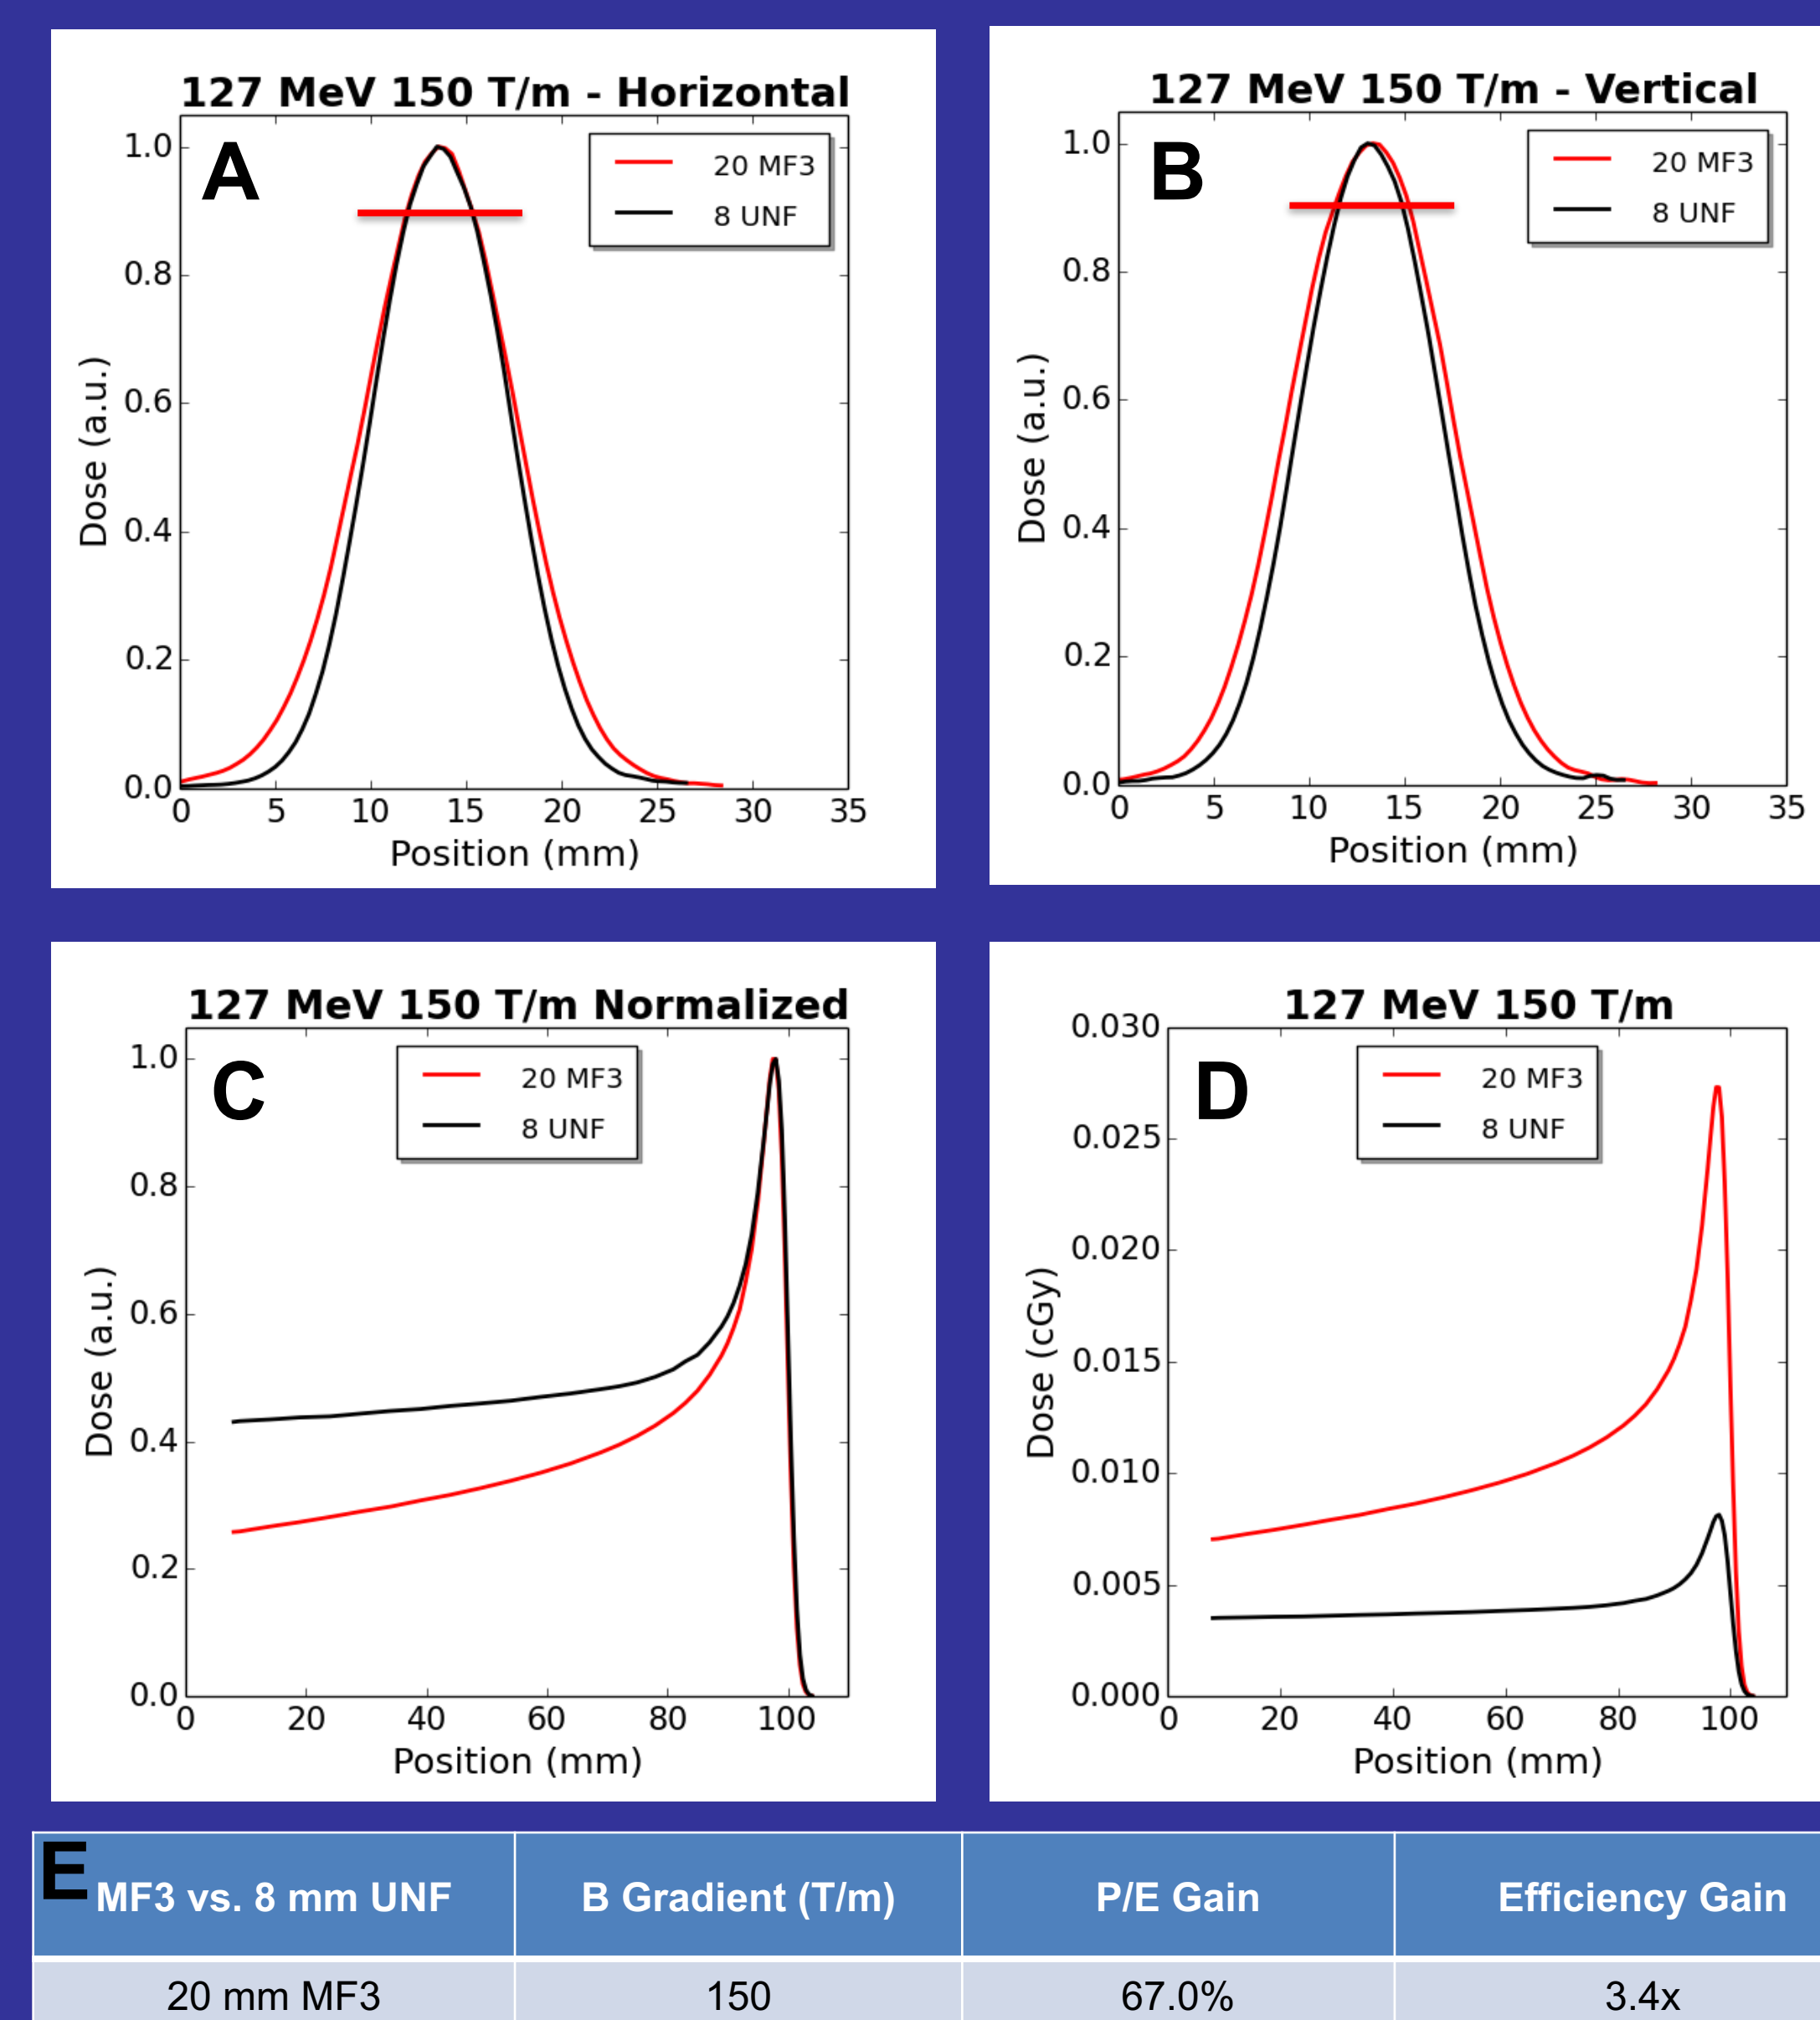 127 MeV 150 T/m - Horizontal
A
20 MF3
8 UNF
1.0
0.8
0.6
0.4
0.2
0.0
Dose (a.u.)
0 5 10 15 20 25 30 35
Position (mm)
127 MeV 150 T/m - Vertical
B
20 MF3
8 UNF
1.0
0.8
0.6
0.4
0.2
0.0
Dose (a.u.)
0 5 10 15 20 25 30 35
Position (mm)
127 MeV 150 T/m Normalized
C
20 MF3
8 UNF
1.0
0.8
0.6
0.4
0.2
0.0
Dose (a.u.)
0 20 40 60 80 100
Position (mm)
127 MeV 150 T/m
D
20 MF3
8 UNF
0.030
0.025
0.020
0.015
0.010
0.005
0.000
Dose (cGy)
0 20 40 60 80 100
Position (mm)
E
MF3 vs. 8 mm UNF B Gradient (T/m) P/E Gain Efficiency Gain
20 mm MF3 150 67.0% 3.4x